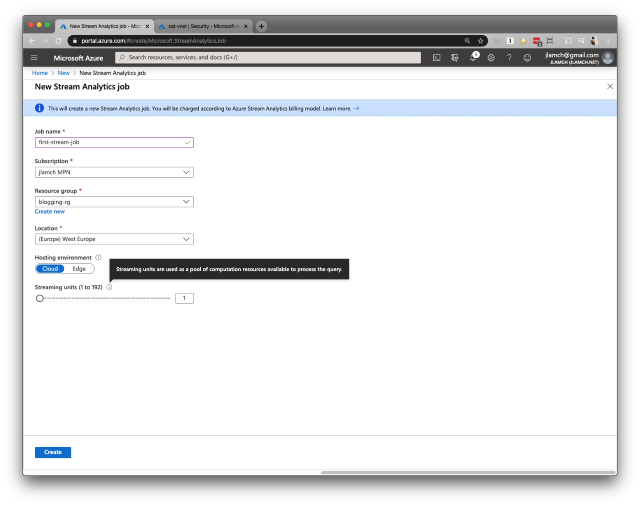 New Stream Analytics job - Micr
sql-vnet | Security - Microsoft A
portal.azure.com/#create/Microsoft.StreamAnalyticsJob
Microsoft Azure
Search resources, services, and docs (G+/)
1
jlamch@gmail.com
JLAMCH (JLAMCH.NET)
Home > New > New Stream Analytics job
New Stream Analytics job
This will create a new Stream Analytics job. You will be charged according to Azure Stream Analytics billing model. Learn more. →
Job name *
first-stream-job
Subscription *
jlamch MPN
Resource group *
blogging-rg
Create new
Location *
(Europe) West Europe
Hosting environment
Cloud Edge
Streaming units are used as a pool of computation resources available to process the query.
Streaming units (1 to 192)
1
Create